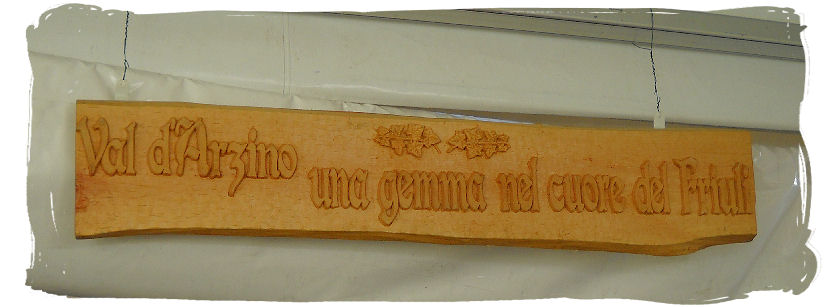 Val d'Arzino
una gemma nel cuore del Friuli